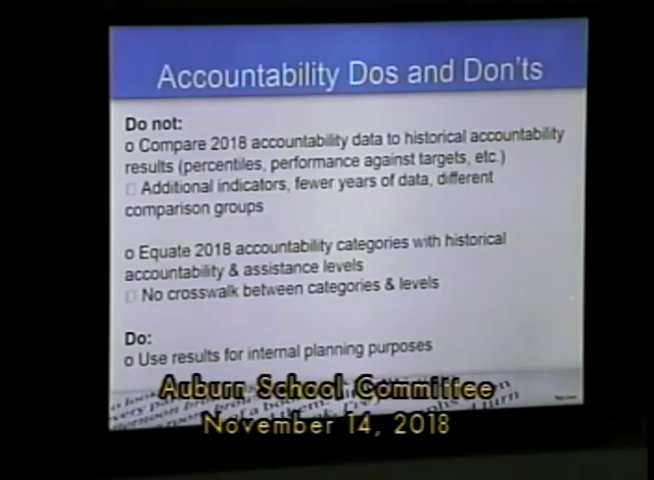 Accountability Dos and Don'ts
Do not:
o Compare 2018 accountability data to historical accountability
results (percentiles, performance against targets, etc.)
Additional indicators, fewer years of data, different
comparison groups
o Equate 2018 accountability categories with historical
accountability & assistance levels
No crosswalk between categories & levels
Do:
o Use results for internal planning purposes
Auburn School Committee
November 14, 2018